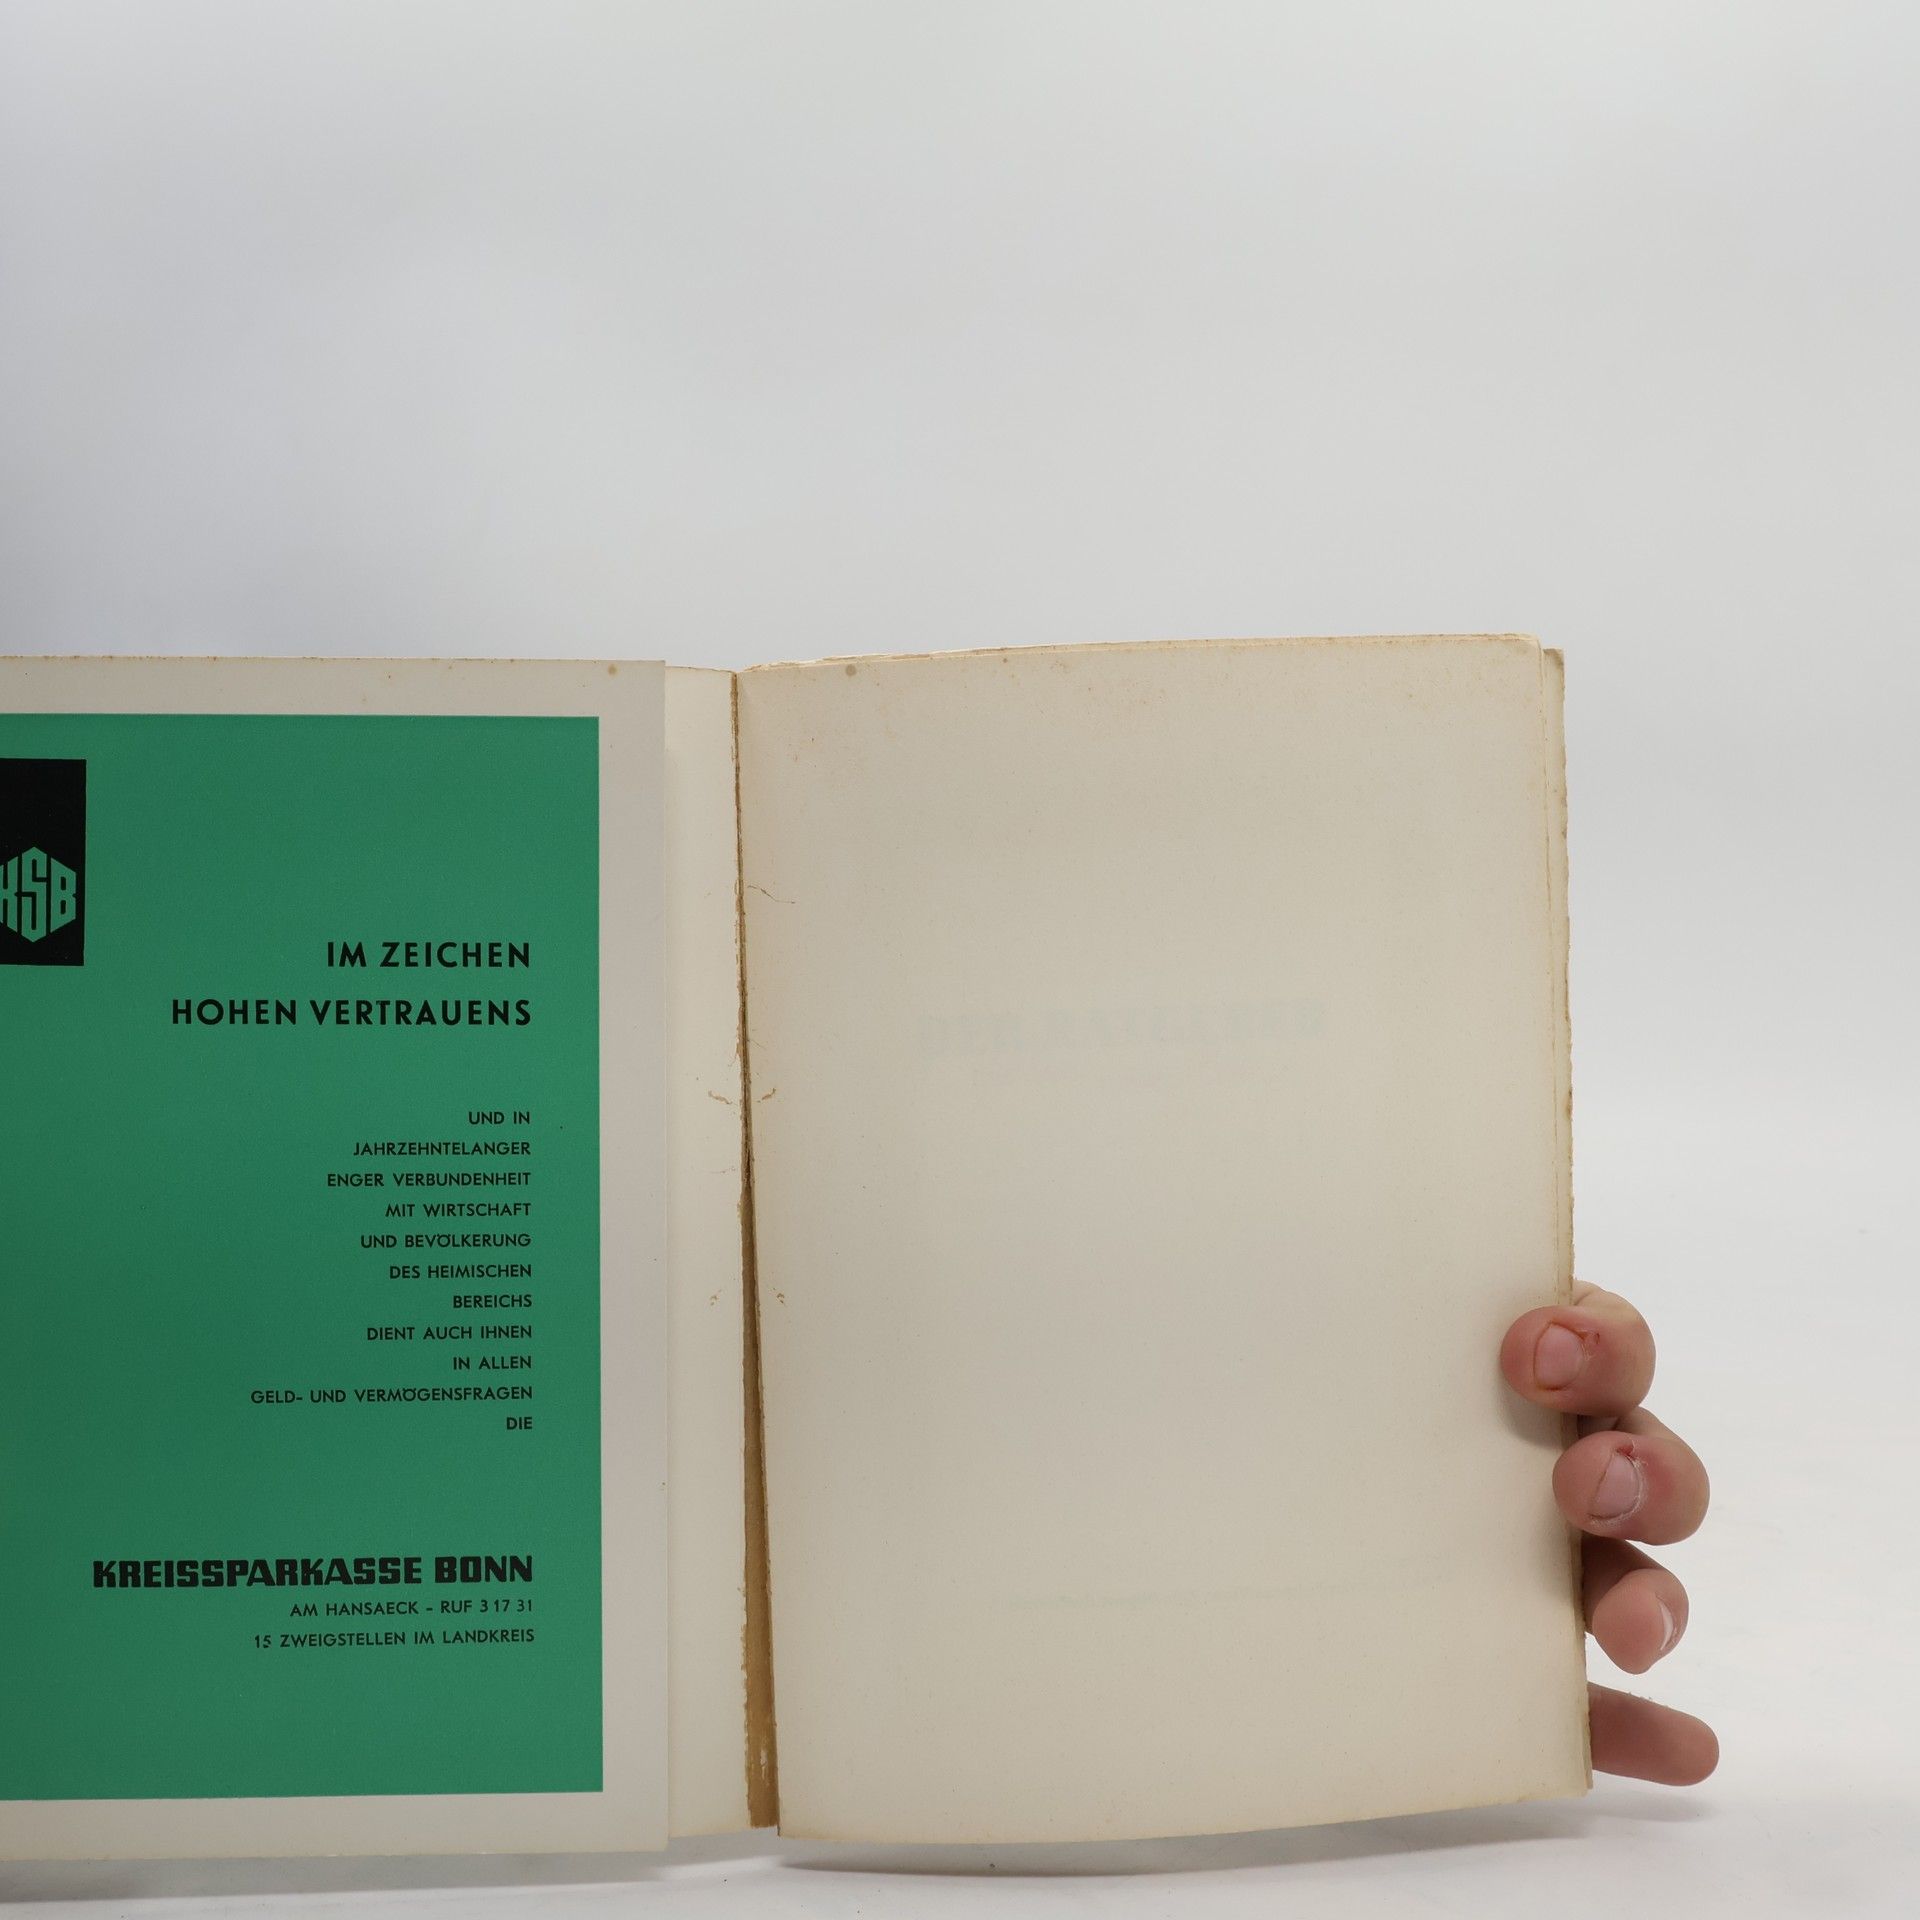 KSB
IM ZEICHEN
HOHEN VERTRAUENS
UND IN
JAHRZEHNTELANGER
ENGER VERBUNDENHEIT
MIT WIRTSCHAFT
UND BEVÖLKERUNG
DES HEIMISCHEN
BEREICHS
DIENT AUCH IHNEN
IN ALLEN
GELD- UND VERMÖGENSFRAGEN
DIE
KREISSPARKASSE BONN
AM HANSAECK - RUF 3 17 31
15 ZWEIGSTELLEN IM LANDKREIS